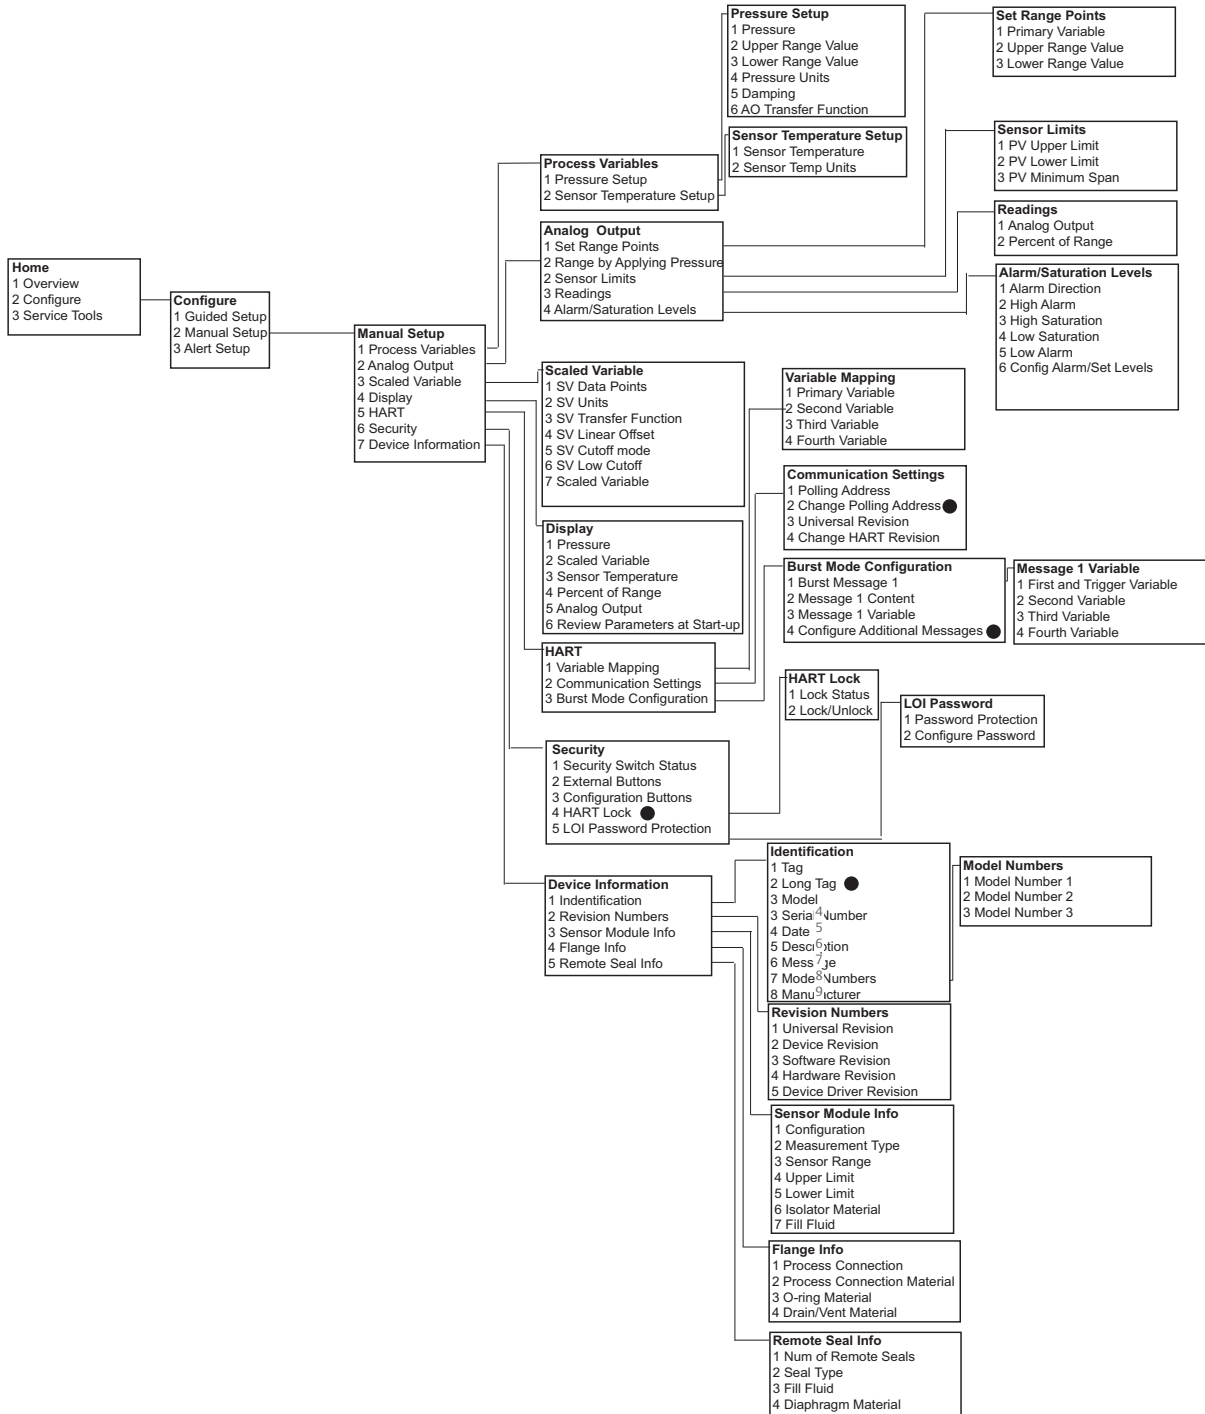 Home
1 Overview
2 Configure
3 Service Tools
Configure
1 Guided Setup
2 Manual Setup
3 Alert Setup
Manual Setup
1 Process Variables
2 Analog Output
3 Scaled Variable
4 Display
5 HART
6 Security
7 Device Information
Process Variables
1 Pressure Setup
2 Sensor Temperature Setup
Pressure Setup
1 Pressure
2 Upper Range Value
3 Lower Range Value
4 Pressure Units
5 Damping
6 AO Transfer Function
Sensor Temperature Setup
1 Sensor Temperature
2 Sensor Temp Units
Analog Output
1 Set Range Points
2 Range by Applying Pressure
2 Sensor Limits
3 Readings
4 Alarm/Saturation Levels
Set Range Points
1 Primary Variable
2 Upper Range Value
3 Lower Range Value
Sensor Limits
1 PV Upper Limit
2 PV Lower Limit
3 PV Minimum Span
Readings
1 Analog Output
2 Percent of Range
Alarm/Saturation Levels
1 Alarm Direction
2 High Alarm
3 High Saturation
4 Low Saturation
5 Low Alarm
6 Config Alarm/Set Levels
Scaled Variable
1 SV Data Points
2 SV Units
3 SV Transfer Function
4 SV Linear Offset
5 SV Cutoff mode
6 SV Low Cutoff
7 Scaled Variable
Display
1 Pressure
2 Scaled Variable
3 Sensor Temperature
4 Percent of Range
5 Analog Output
6 Review Parameters at Start-up
HART
1 Variable Mapping
2 Communication Settings
3 Burst Mode Configuration
Variable Mapping
1 Primary Variable
2 Second Variable
3 Third Variable
4 Fourth Variable
Communication Settings
1 Polling Address
2 Change Polling Address
3 Universal Revision
4 Change HART Revision
Burst Mode Configuration
1 Burst Message 1
2 Message 1 Content
3 Message 1 Variable
4 Configure Additional Messages
Message 1 Variable
1 First and Trigger Variable
2 Second Variable
3 Third Variable
4 Fourth Variable
Security
1 Security Switch Status
2 External Buttons
3 Configuration Buttons
4 HART Lock
5 LOI Password Protection
HART Lock
1 Lock Status
2 Lock/Unlock
LOI Password
1 Password Protection
2 Configure Password
Device Information
1 Indentification
2 Revision Numbers
3 Sensor Module Info
4 Flange Info
5 Remote Seal Info
Identification
1 Tag
2 Long Tag
3 Model
3 Serial Number
4 Date
5 Description
6 Message
7 Model Numbers
8 Manufacturer
4
5
6
7
8
9
Model Numbers
1 Model Number 1
2 Model Number 2
3 Model Number 3
Revision Numbers
1 Universal Revision
2 Device Revision
3 Software Revision
4 Hardware Revision
5 Device Driver Revision
Sensor Module Info
1 Configuration
2 Measurement Type
3 Sensor Range
4 Upper Limit
5 Lower Limit
6 Isolator Material
7 Fill Fluid
Flange Info
1 Process Connection
2 Process Connection Material
3 O-ring Material
4 Drain/Vent Material
Remote Seal Info
1 Num of Remote Seals
2 Seal Type
3 Fill Fluid
4 Diaphragm Material